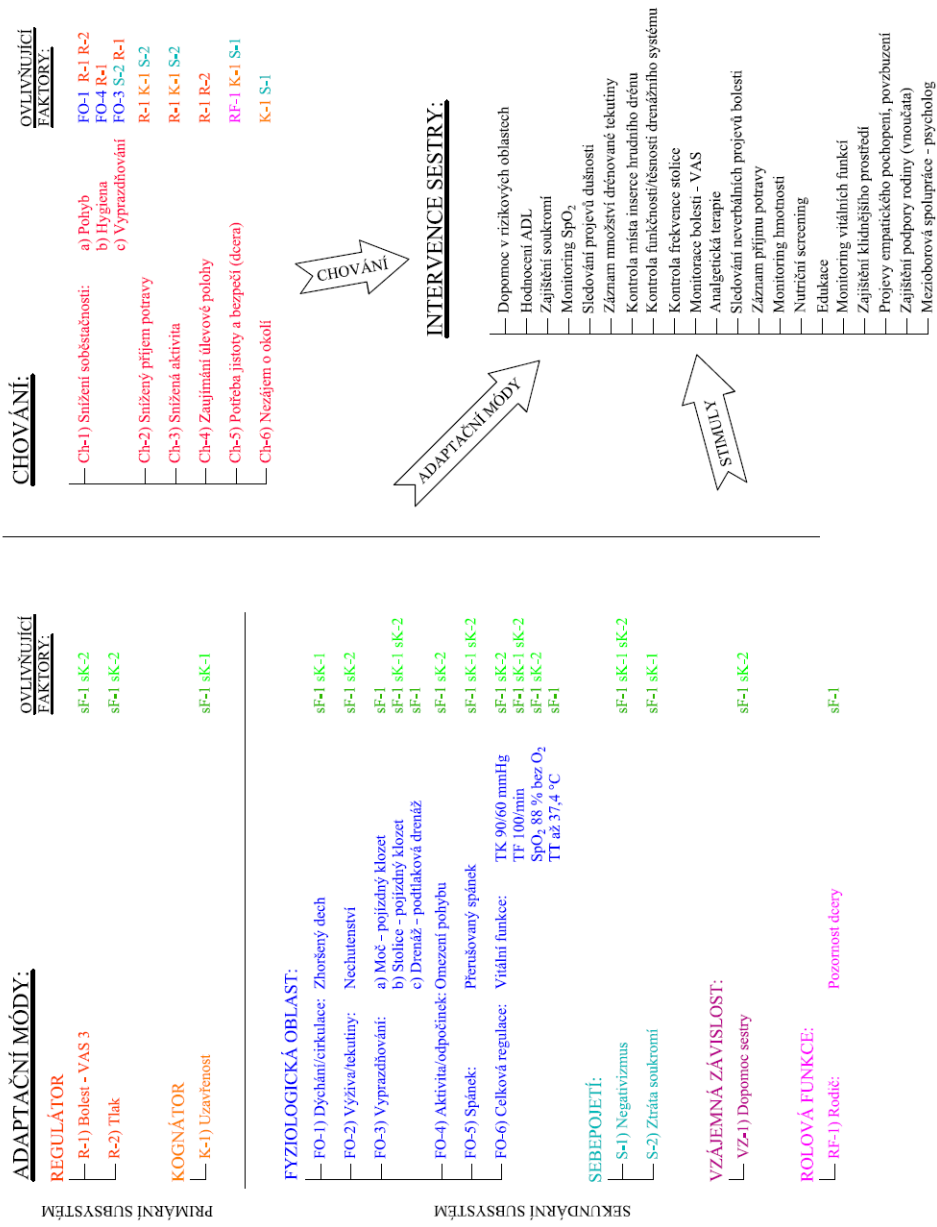 PRIMÁRNÍ SUBSYSTÉM
ADAPTAČNÍ MÓDY:
OVLIVŇUJÍCÍ
FAKTORY:
REGULÁTOR
R-1) Bolest - VAS 3 sF-1 sK-2
R-2) Tlak sF-1 sK-2
KOGNÁTOR
K-1) Uzavřenost sF-1 sK-1
SEKUNDÁRDNÍ SUBSYSTÉM
FYZIOLOGICKÁ OBLAST:
FO-1) Dýchání/cirkulace: Zhoršený dech sF-1 sK-1
FO-2) Výživa/tekutiny: Nechutenství sF-1 sK-2
FO-3) Vyprazdňování: a) Moč - pojízdný klozet sF-1
b) Stolice - pojízdný klozet sF-1 sK-1 sK-2
c) Drenáž - podtlaková drenáž sF-1
FO-4) Aktivita/odpočinek: Omezení pohybu sF-1 sK-2
FO-5) Spánek: Přerušovaný spánek sF-1 sK-1 sK-2
FO-6) Celková regulace: Vitální funkce: TK 90/60 mmHg sF-1 sK-2
TF 100/min sF-1 sK-1 sK-2
SpO₂ 88 % bez O₂ sF-1 sK-2
TT až 37,4 °C sF-1
SEBEPOJETÍ:
S-1) Negativizmus sF-1 sK-1 sK-2
S-2) Ztráta soukromí sF-1 sK-1
VZÁJEMNÁ ZÁVISLOST:
VZ-1) Dopomoc sestry sF-1 sK-2
ROLOVÁ FUNKCE:
RF-1) Rodič: Pozornost dcery sF-1
CHOVÁNÍ:
OVLIVŇUJÍCÍ
FAKTORY:
Ch-1) Snížení soběstačnosti: a) Pohyb FO-1 R-1 R-2
b) Hygiena FO-4 R-1
c) Vyprazdňování FO-3 S-2 R-1
Ch-2) Snížený příjem potravy R-1 K-1 S-2
Ch-3) Snížená aktivita R-1 K-1 S-2
Ch-4) Zaujímání úlevové polohy R-1 R-2
Ch-5) Potřeba jistoty a bezpečí (dcera) RF-1 K-1 S-1
Ch-6) Nezájem o okolí K-1 S-1
CHOVÁNÍ
ADAPTAČNÍ MÓDY
STIMULY
INTERVENCE SESTRY:
Dopomoc v rizikových oblastech
Hodnocení ADL
Zajištění soukromí
Monitoring SpO₂
Sledování projevů dušnosti
Záznam množství drénované tekutiny
Kontrola místa inserce hrudního drénu
Kontrola funkčnosti/těsnosti drenážního systému
Kontrola frekvence stolice
Monitorace bolesti - VAS
Analgetická terapie
Sledování neverbálních projevů bolesti
Záznam příjmu potravy
Monitoring hmotnosti
Nutriční screening
Edukace
Monitoring vitálních funkcí
Zajištění klidnějšího prostředí
Projevy empatického pochopení, povzbuzení
Zajištění podpory rodiny (vnoučata)
Mezioborová spolupráce - psycholog